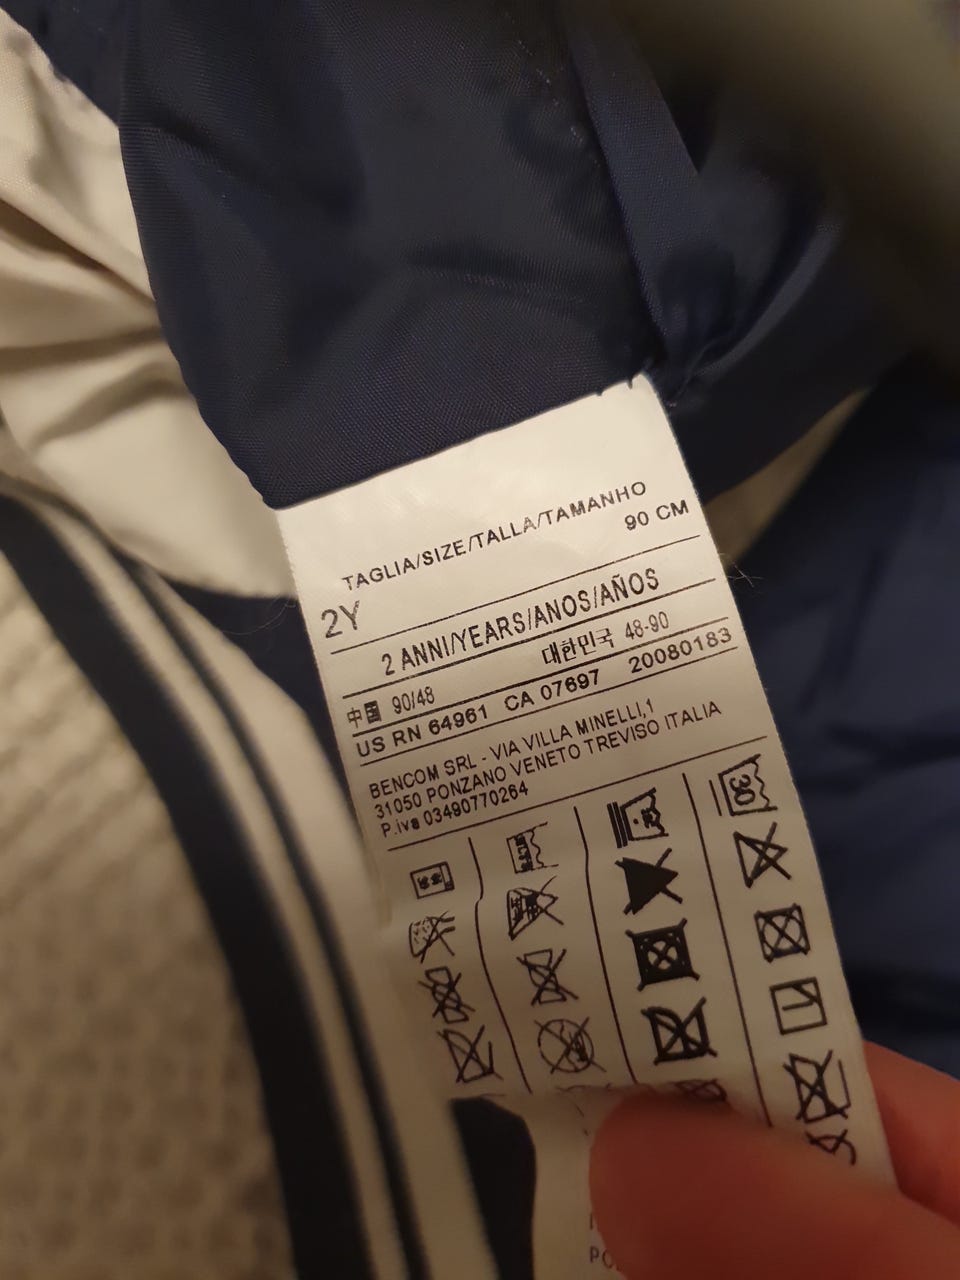 TAGLIA/SIZE/TALLA/TAMANHO
2Y 90 CM
2 ANNI/YEARS/ANOS/AÑOS
中国 90/48 대한민국 48-90
US RN 64961 CA 07697 20080183
BENCOM SRL - VIA VILLA MINELLI,1
31050 PONZANO VENETO TREVISO ITALIA
P.iva 03490770264
30